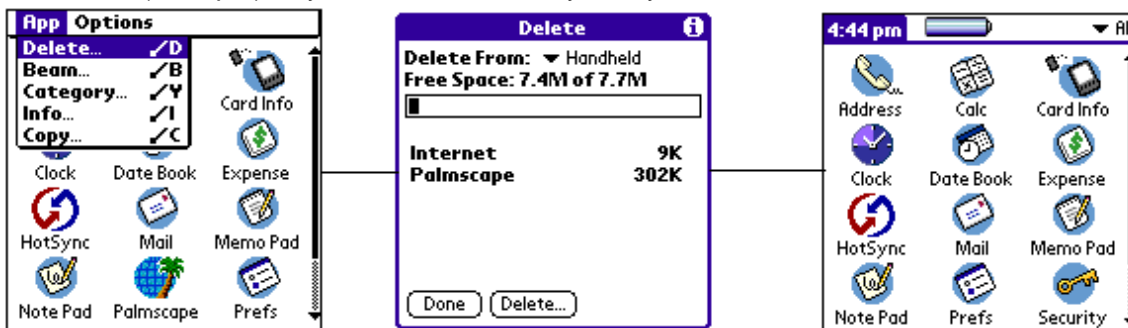 App Options
Delete… /D
Beam… /B
Category… /Y
Info… /I
Copy… /C
Card Info
Clock Date Book Expense
HotSync Mail Memo Pad
Note Pad Palmscape Prefs
Delete i
Delete From: Handheld
Free Space: 7.4M of 7.7M
Internet 9K
Palmscape 302K
Done Delete…
4:44 pm
Address Calc Card Info
Clock Date Book Expense
HotSync Mail Memo Pad
Note Pad Prefs Security